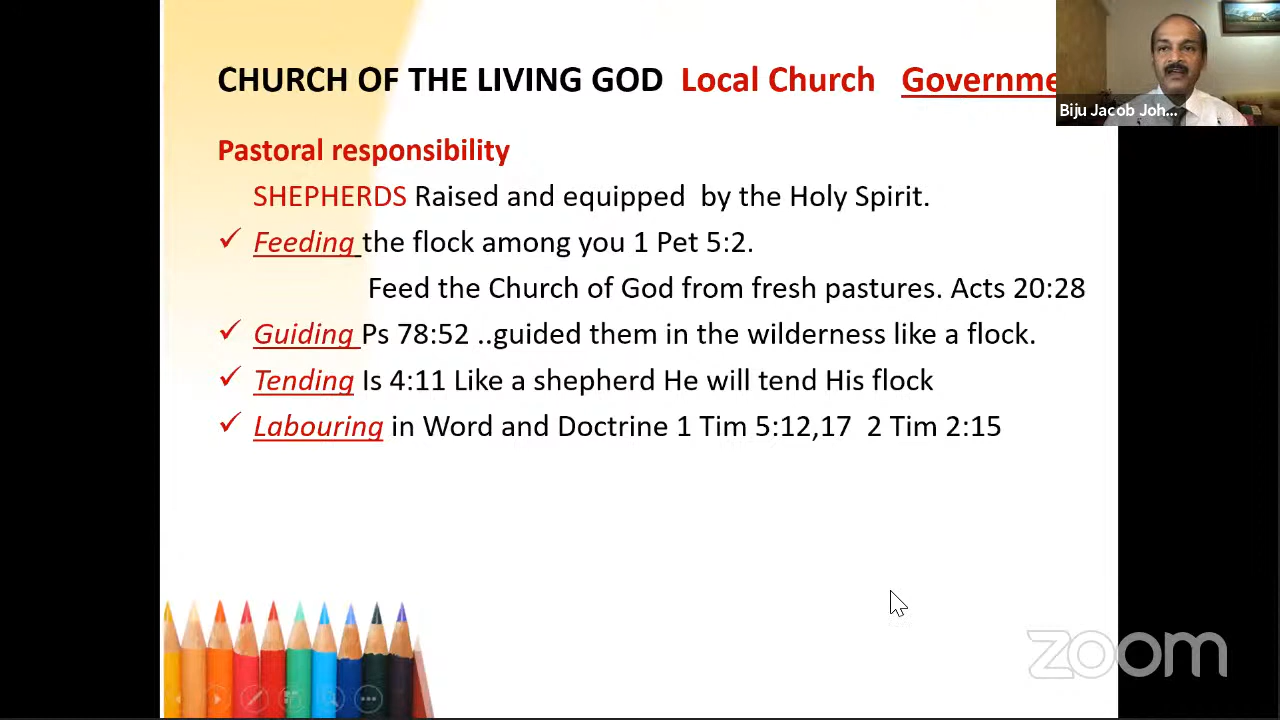 CHURCH OF THE LIVING GOD Local Church Governme
Biju Jacob Joh...
Pastoral responsibility
SHEPHERDS Raised and equipped by the Holy Spirit.
✓ Feeding the flock among you 1 Pet 5:2.
Feed the Church of God from fresh pastures. Acts 20:28
✓ Guiding Ps 78:52 ..guided them in the wilderness like a flock.
✓ Tending Is 4:11 Like a shepherd He will tend His flock
✓ Labouring in Word and Doctrine 1 Tim 5:12,17 2 Tim 2:15
zoom